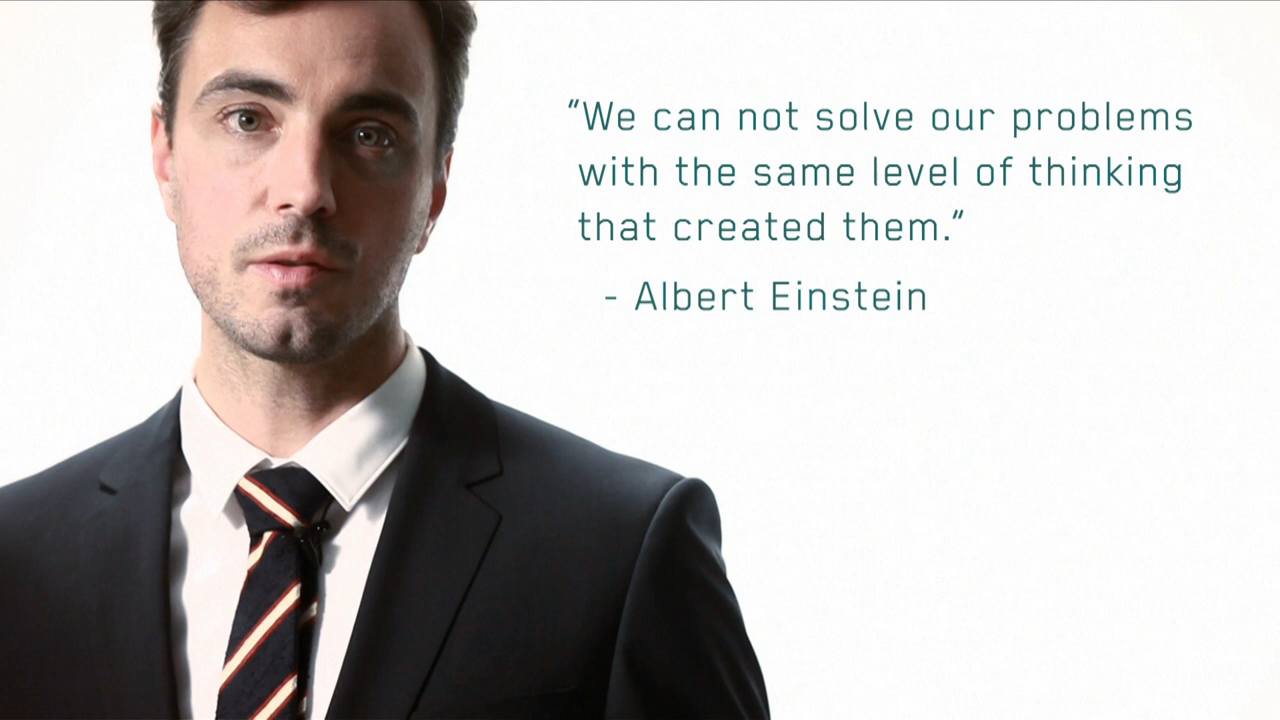 “We can not solve our problems
with the same level of thinking
that created them.”
- Albert Einstein